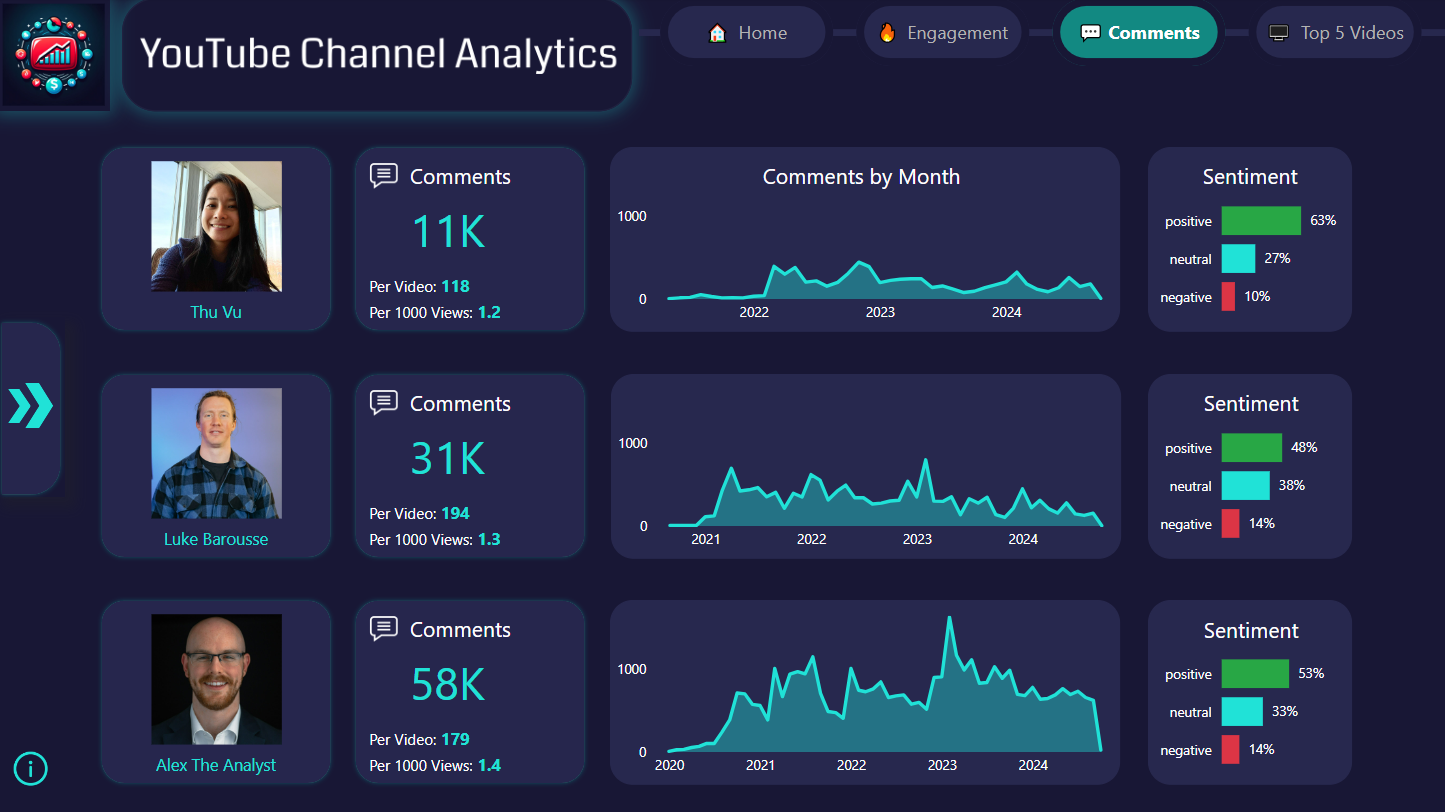 YouTube Channel Analytics
Home
Engagement
Comments
Top 5 Videos
Thu Vu
Comments
11K
Per Video: 118
Per 1000 Views: 1.2
Comments by Month
1000
0
2022
2023
2024
Sentiment
positive 63%
neutral 27%
negative 10%
Luke Barousse
Comments
31K
Per Video: 194
Per 1000 Views: 1.3
1000
0
2021
2022
2023
2024
Sentiment
positive 48%
neutral 38%
negative 14%
Alex The Analyst
Comments
58K
Per Video: 179
Per 1000 Views: 1.4
1000
0
2020
2021
2022
2023
2024
Sentiment
positive 53%
neutral 33%
negative 14%